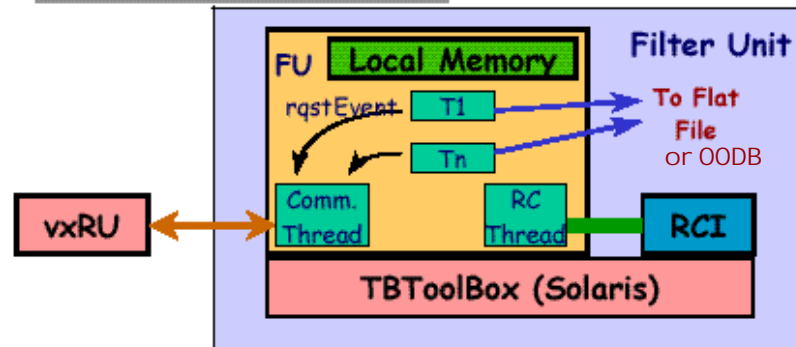 Filter Unit
FU
Local Memory
rqstEvent
T1
Tn
To Flat
File
or OODB
Comm.
Thread
RC
Thread
vxRU
RCI
TBToolBox (Solaris)